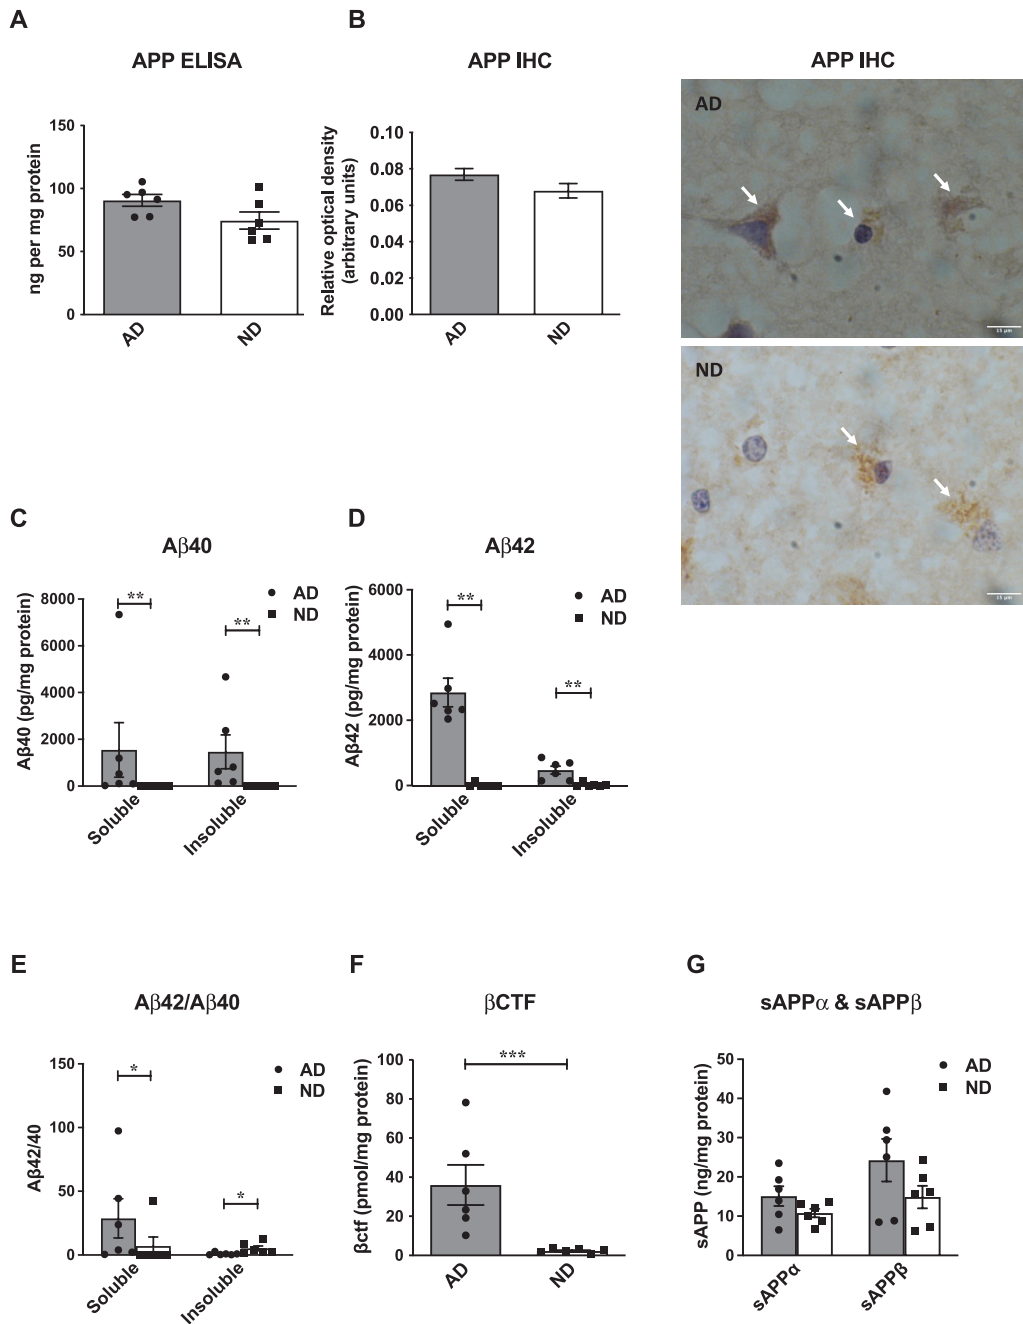 A
B
APP ELISA
APP IHC
APP IHC
ng per mg protein
150
100
50
0
AD
ND
Relative optical density
(arbitrary units)
0.10
0.08
0.06
0.04
0.02
0.00
AD
ND
AD
15 μm
ND
15 μm
C
D
Aβ40
Aβ42
Aβ40 (pg/mg protein)
8000
6000
4000
2000
0
**
**
AD
ND
Soluble
Insoluble
Aβ42 (pg/mg protein)
6000
4000
2000
0
**
**
AD
ND
Soluble
Insoluble
E
F
G
Aβ42/Aβ40
βCTF
sAPPα & sAPPβ
Aβ42/40
150
100
50
0
*
*
AD
ND
Soluble
Insoluble
βctf (pmol/mg protein)
100
80
60
40
20
0
***
AD
ND
sAPP (ng/mg protein)
50
40
30
20
10
0
AD
ND
sAPPα
sAPPβ